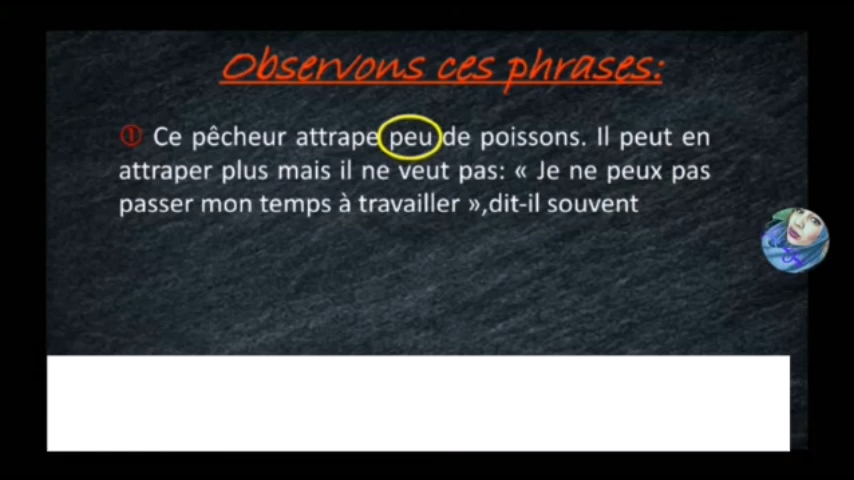 Observons ces phrases:
① Ce pêcheur attrape peu de poissons. Il peut en
attraper plus mais il ne veut pas: « Je ne peux pas
passer mon temps à travailler »,dit-il souvent